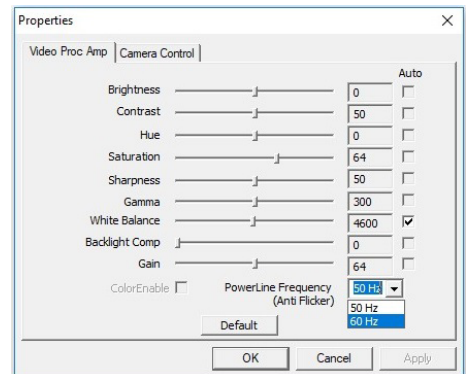 Properties
Video Proc Amp Camera Control
Auto
Brightness 0
Contrast 50
Hue 0
Saturation 64
Sharpness 50
Gamma 300
White Balance 4600
Backlight Comp 0
Gain 64
ColorEnable PowerLine Frequency 50 Hz
(Anti Flicker) 50 Hz
60 Hz
Default
OK Cancel Apply